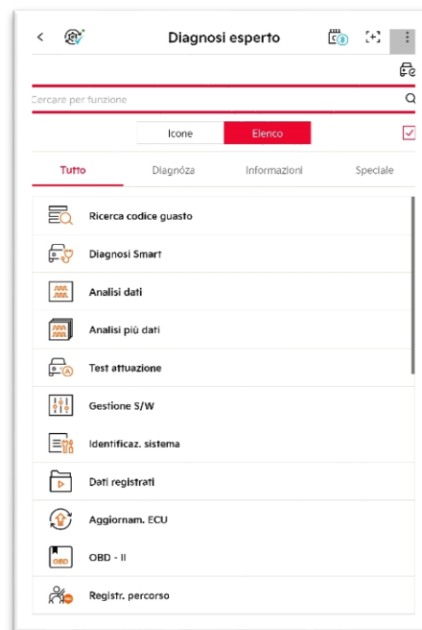 Diagnosi esperto
Cercare per funzione
Icone Elenco
Tutto Diagnóza Informazioni Speciale
Ricerca codice guasto
Diagnosi Smart
Analisi dati
Analisi più dati
Test attuazione
Gestione S/W
Identificaz. sistema
Dati registrati
Aggiornam. ECU
OBD
OBD - II
Registr. percorso